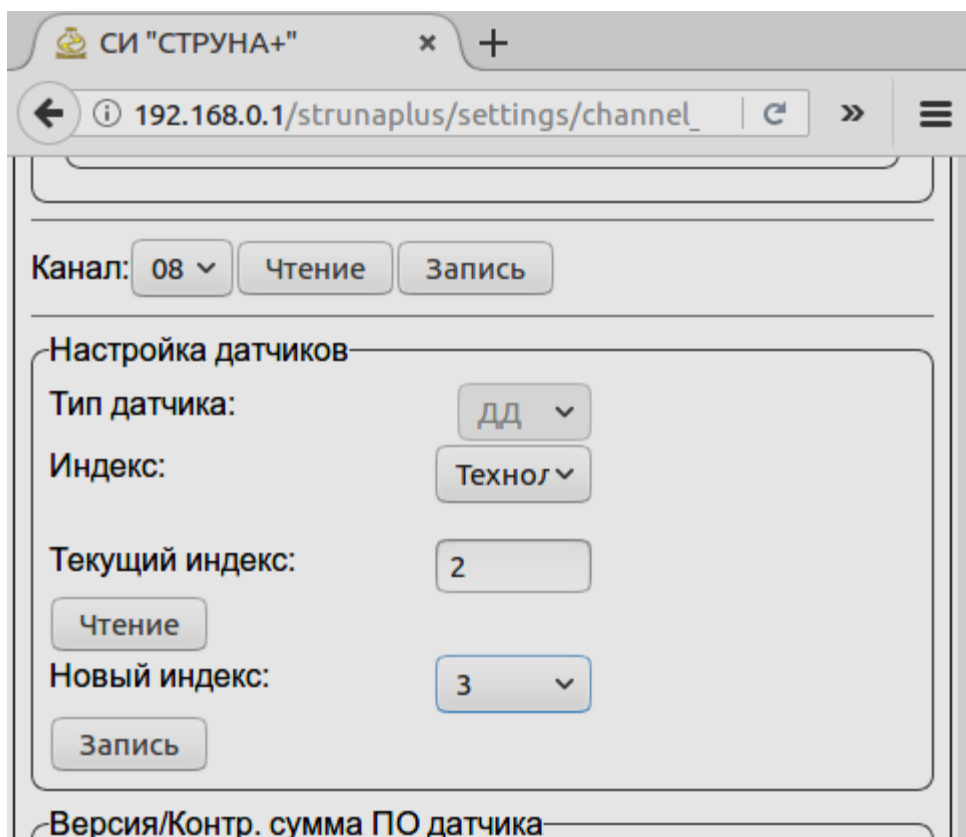 СИ "СТРУНА+"
192.168.0.1/strunaplus/settings/channel_
Канал: 08 Чтение Запись
Настройка датчиков
Тип датчика: ДД
Индекс: Технол
Текущий индекс: 2
Чтение
Новый индекс: 3
Запись
Версия/Контр. сумма ПО датчика